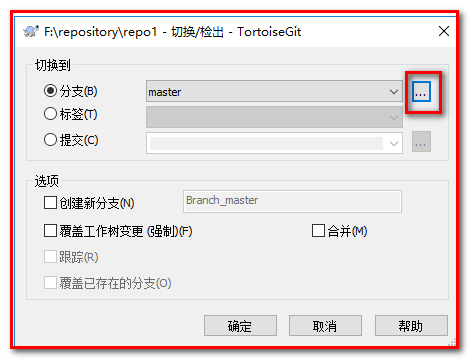 F:\repository\repo1 - 切换/检出 - TortoiseGit
切换到
分支(B)
master
...
标签(T)
提交(C)
...
选项
创建新分支(N)
Branch_master
覆盖工作树变更 (强制)(F)
合并(M)
跟踪(R)
覆盖已存在的分支(O)
确定
取消
帮助